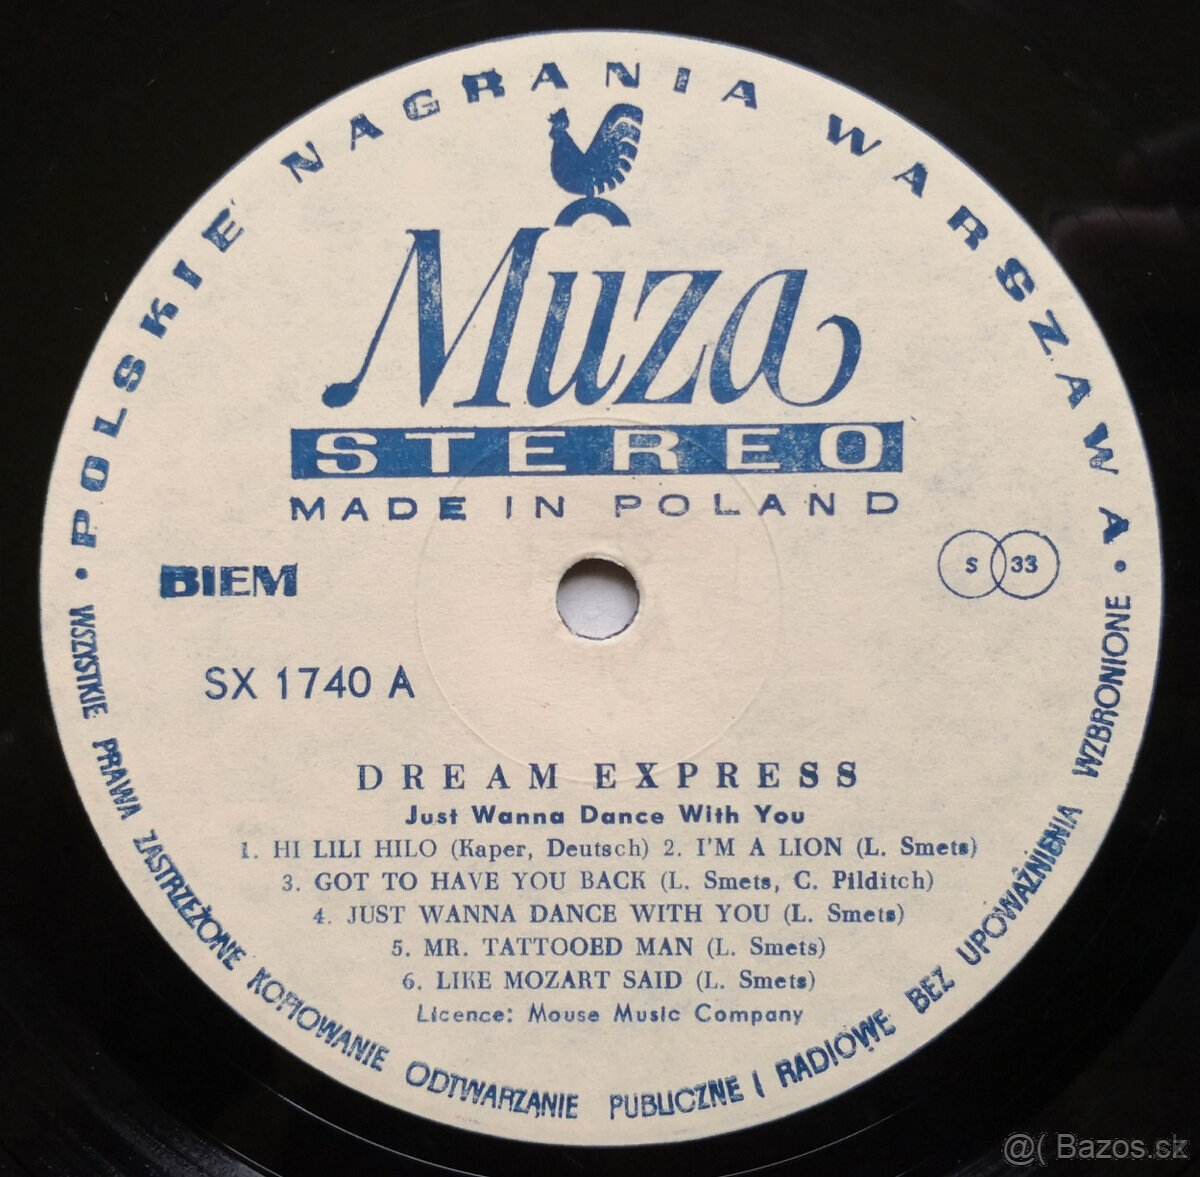 • POLSKIE NAGRANIA WARSZAWA •
Muza
STEREO
MADE IN POLAND
BIEM
S 33
SX 1740 A
DREAM EXPRESS
Just Wanna Dance With You
1. HI LILI HILO (Kaper, Deutsch) 2. I'M A LION (L. Smets)
3. GOT TO HAVE YOU BACK (L. Smets, C. Pilditch)
4. JUST WANNA DANCE WITH YOU (L. Smets)
5. MR. TATTOOED MAN (L. Smets)
6. LIKE MOZART SAID (L. Smets)
Licence: Mouse Music Company
WSZYSTKIE PRAWA ZASTRZEŻONE KOPIOWANIE ODTWARZANIE PUBLICZNE I RADIOWE BEZ UPOWAŻNIENIA WZBRONIONE
@( Bazos.sk